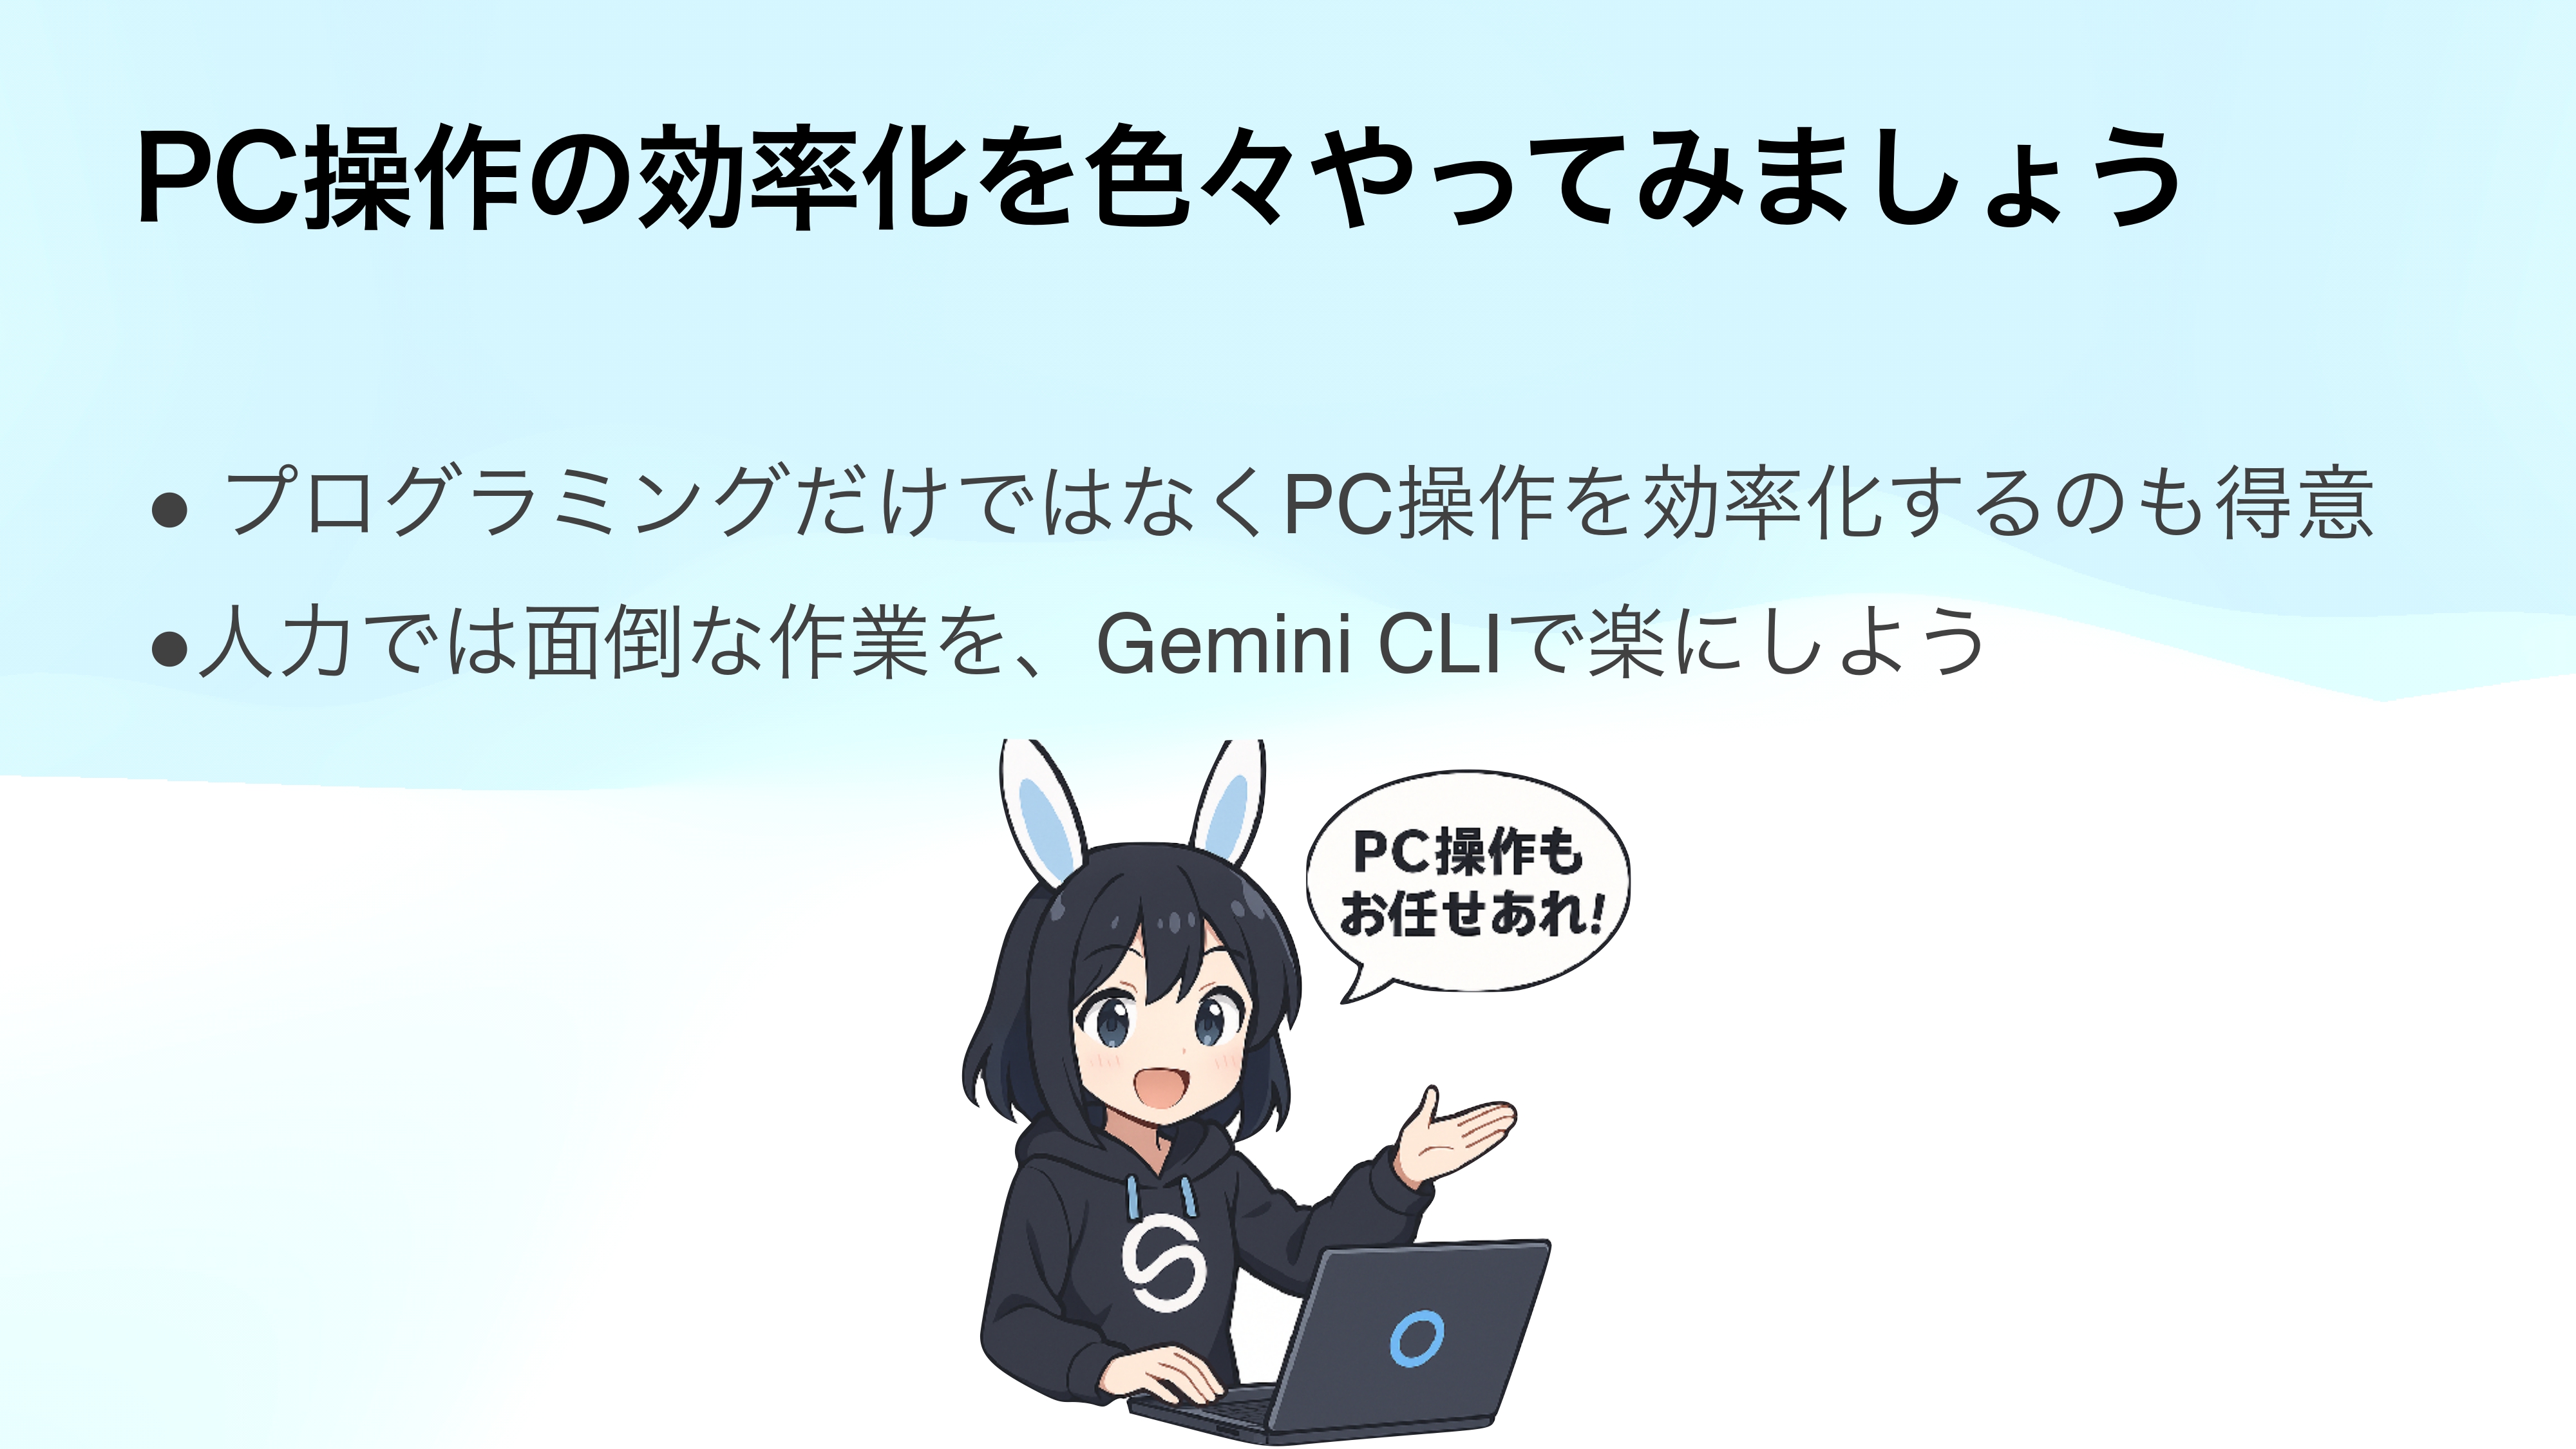 PC操作の効率化を色々やってみましょう
• プログラミングだけではなくPC操作を効率化するのも得意
•人力では面倒な作業を、Gemini CLIで楽にしよう
PC操作も
お任せあれ!
S